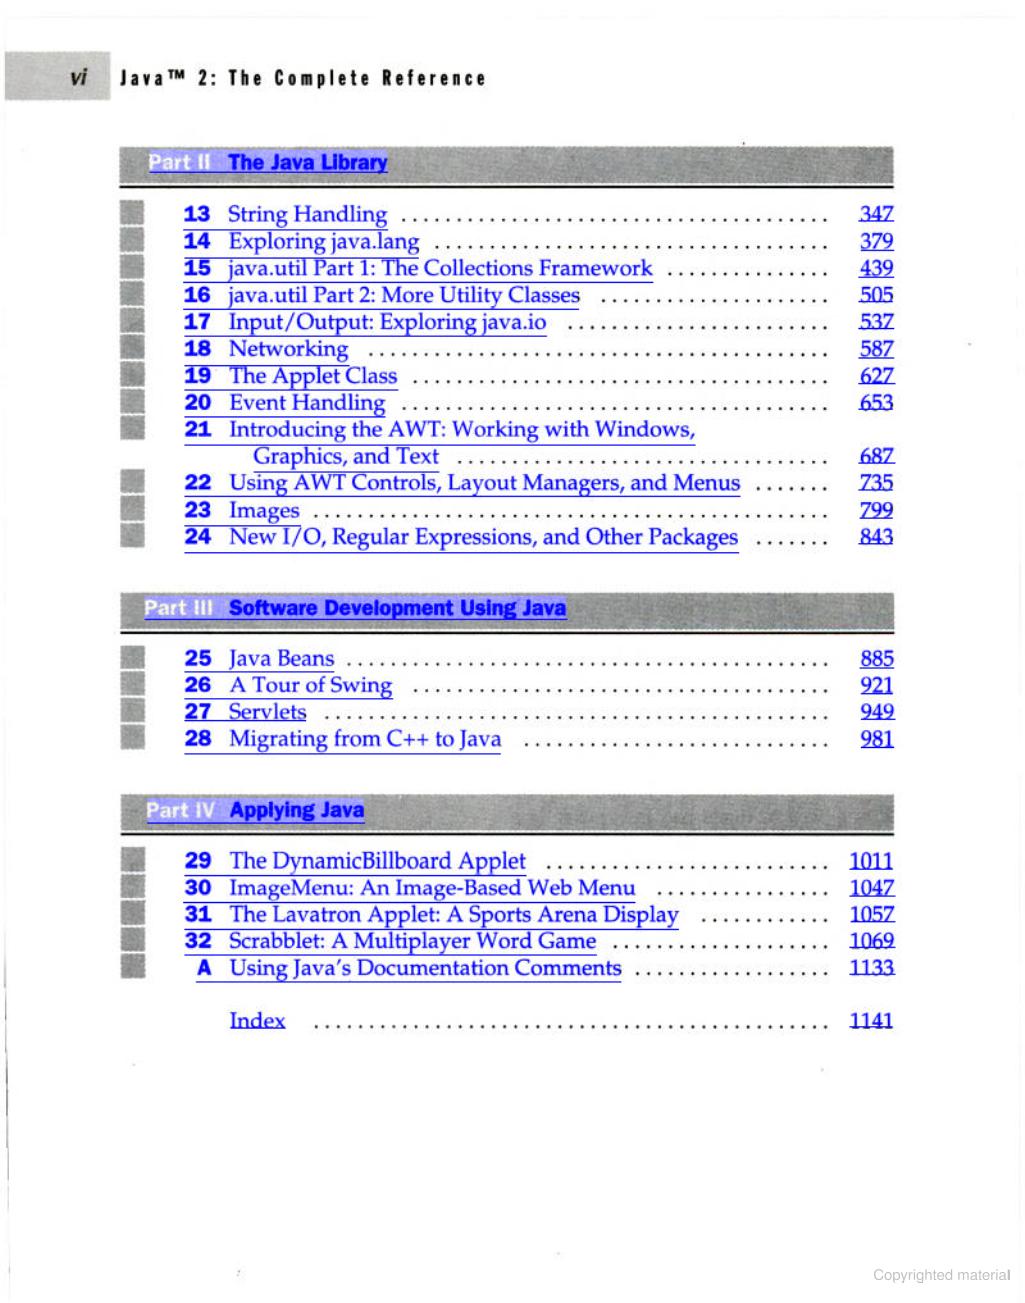 vi Java™ 2: The Complete Reference
Part II The Java Library
13 String Handling ....................................... 347
14 Exploring java.lang .................................... 379
15 java.util Part 1: The Collections Framework ............... 439
16 java.util Part 2: More Utility Classes ..................... 505
17 Input/Output: Exploring java.io ........................ 537
18 Networking .......................................... 587
19 The Applet Class ...................................... 627
20 Event Handling ....................................... 653
21 Introducing the AWT: Working with Windows,
Graphics, and Text .................................. 687
22 Using AWT Controls, Layout Managers, and Menus ....... 735
23 Images ............................................... 799
24 New I/O, Regular Expressions, and Other Packages ....... 843
Part III Software Development Using Java
25 Java Beans ............................................ 885
26 A Tour of Swing ...................................... 921
27 Servlets .............................................. 949
28 Migrating from C++ to Java ............................ 981
Part IV Applying Java
29 The DynamicBillboard Applet .......................... 1011
30 ImageMenu: An Image-Based Web Menu ................ 1047
31 The Lavatron Applet: A Sports Arena Display ............ 1057
32 Scrabblet: A Multiplayer Word Game .................... 1069
A Using Java's Documentation Comments .................. 1133
Index ............................................... 1141
Copyrighted material